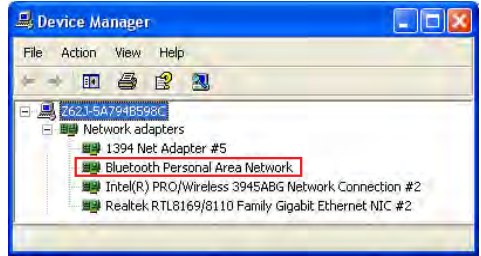 Device Manager
File Action View Help
Z62J-5A794B598C
Network adapters
1394 Net Adapter #5
Bluetooth Personal Area Network
Intel(R) PRO/Wireless 3945ABG Network Connection #2
Realtek RTL8169/8110 Family Gigabit Ethernet NIC #2